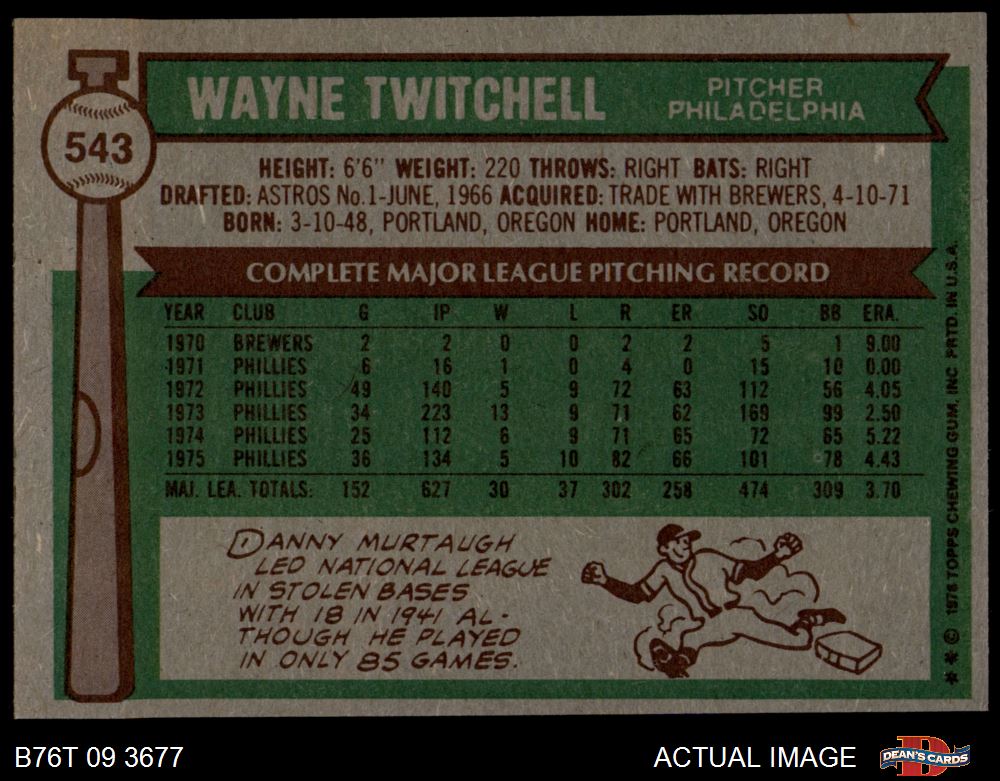 543
WAYNE TWITCHELL
PITCHER
PHILADELPHIA
HEIGHT: 6'6" WEIGHT: 220 THROWS: RIGHT BATS: RIGHT
DRAFTED: ASTROS No.1-JUNE, 1966 ACQUIRED: TRADE WITH BREWERS, 4-10-71
BORN: 3-10-48, PORTLAND, OREGON HOME: PORTLAND, OREGON
COMPLETE MAJOR LEAGUE PITCHING RECORD
YEAR CLUB G IP W L R ER SO BB ERA.
1970 BREWERS 2 2 0 0 2 2 5 1 9.00
1971 PHILLIES 6 16 1 0 4 0 15 10 0.00
1972 PHILLIES 49 140 5 9 72 63 112 56 4.05
1973 PHILLIES 34 223 13 9 71 62 169 99 2.50
1974 PHILLIES 25 112 6 9 71 65 72 65 5.22
1975 PHILLIES 36 134 5 10 82 66 101 78 4.43
MAJ. LEA. TOTALS: 152 627 30 37 302 258 474 309 3.70
DANNY MURTAUGH
LED NATIONAL LEAGUE
IN STOLEN BASES
WITH 18 IN 1941 AL-
THOUGH HE PLAYED
IN ONLY 85 GAMES.
* * © 1976 TOPPS CHEWING GUM, INC PRTD. IN U.S.A.
B76T 09 3677
ACTUAL IMAGE
DEAN'S CARDS